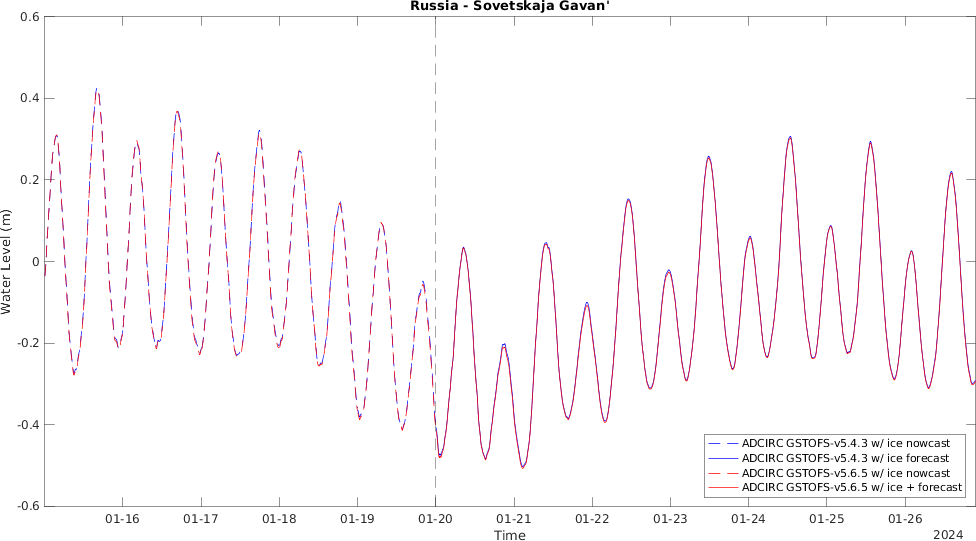 Russia - Sovetskaja Gavan'
0.6
0.4
0.2
0
-0.2
-0.4
-0.6
Water Level (m)
ADCIRC GSTOFS-v5.4.3 w/ ice nowcast
ADCIRC GSTOFS-v5.4.3 w/ ice forecast
ADCIRC GSTOFS-v5.6.5 w/ ice nowcast
ADCIRC GSTOFS-v5.6.5 w/ ice + forecast
01-16 01-17 01-18 01-19 01-20 01-21 01-22 01-23 01-24 01-25 01-26
Time
2024